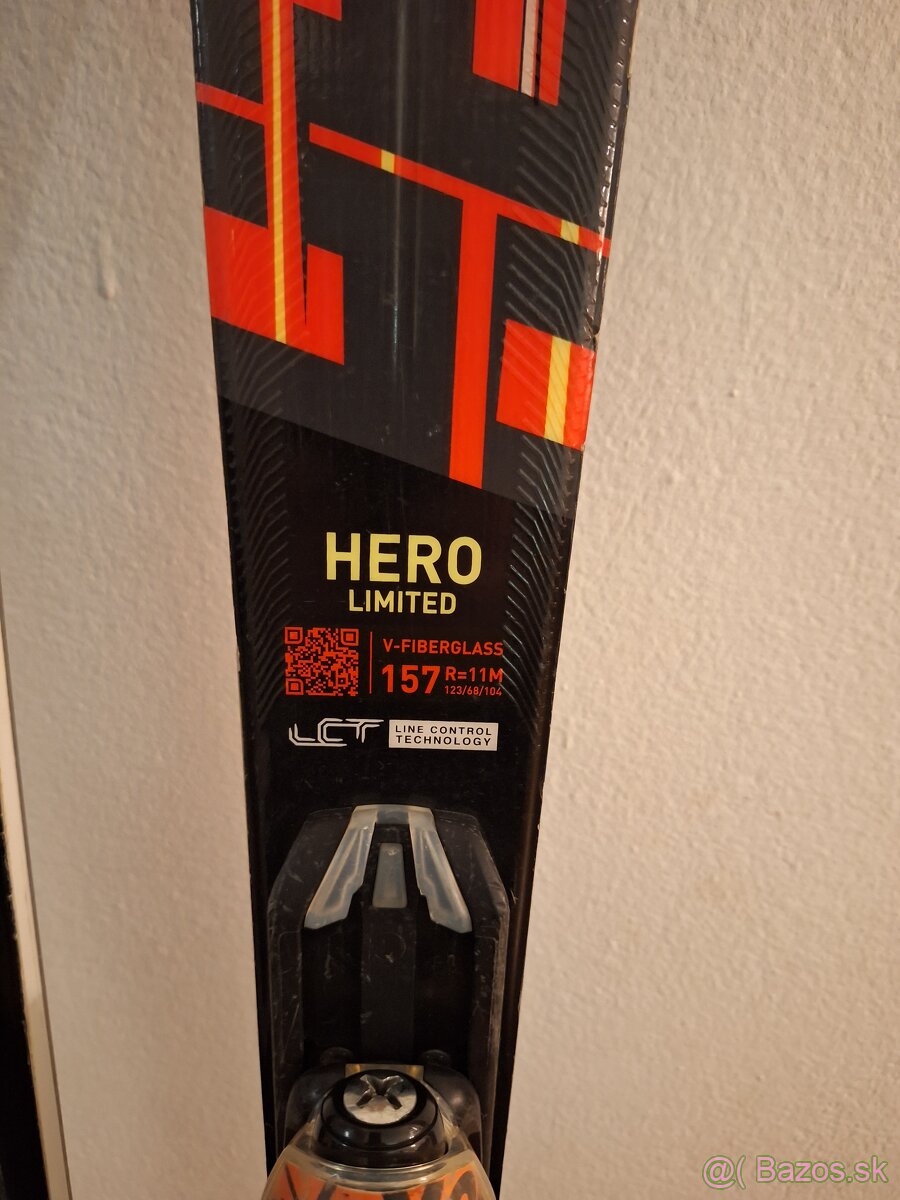 HERO
LIMITED
V-FIBERGLASS
157 R=11M
123/68/104
LCT LINE CONTROL
TECHNOLOGY
@( Bazos.sk